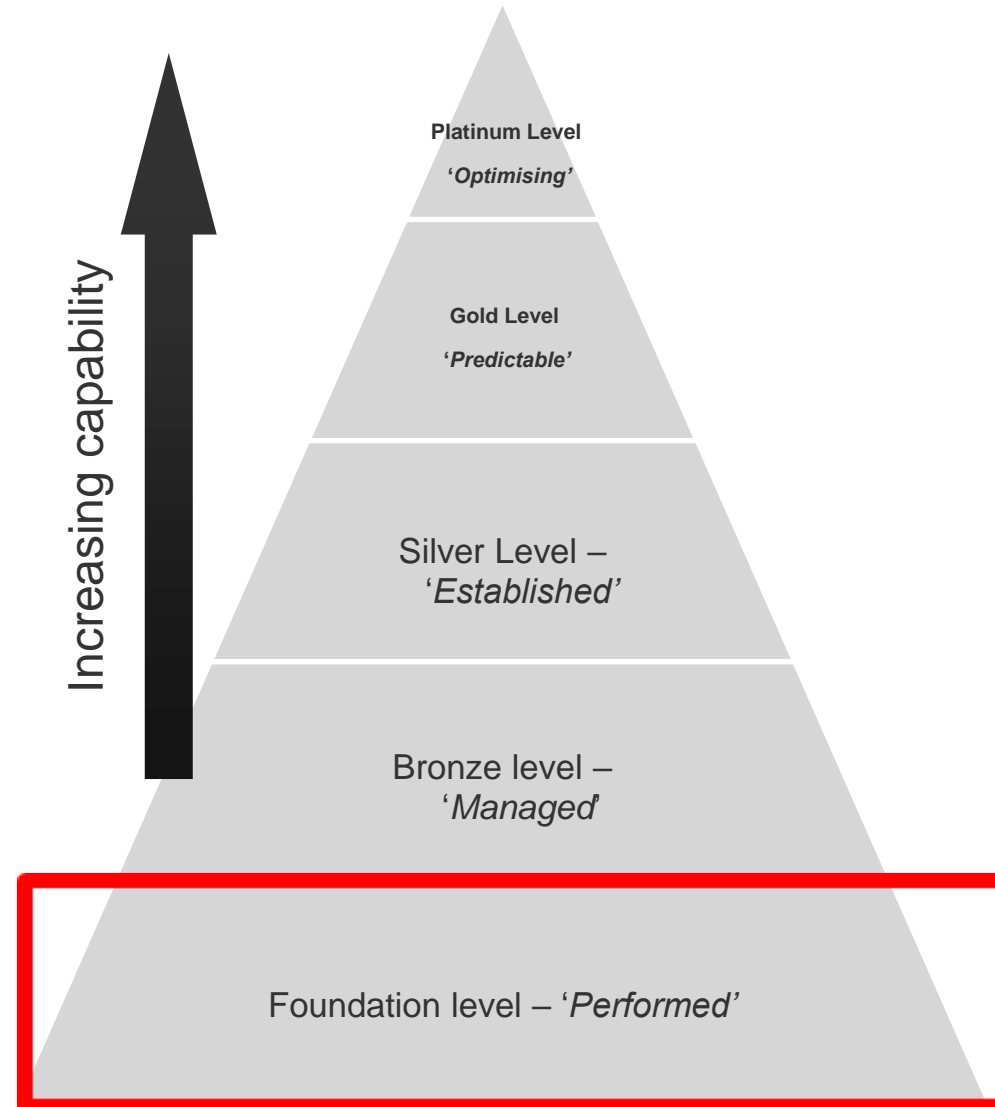 Platinum Level
‘Optimising’
Gold Level
‘Predictable’
Silver Level –
‘Established’
Bronze level –
‘Managed’
Foundation level – ‘Performed’
Increasing capability